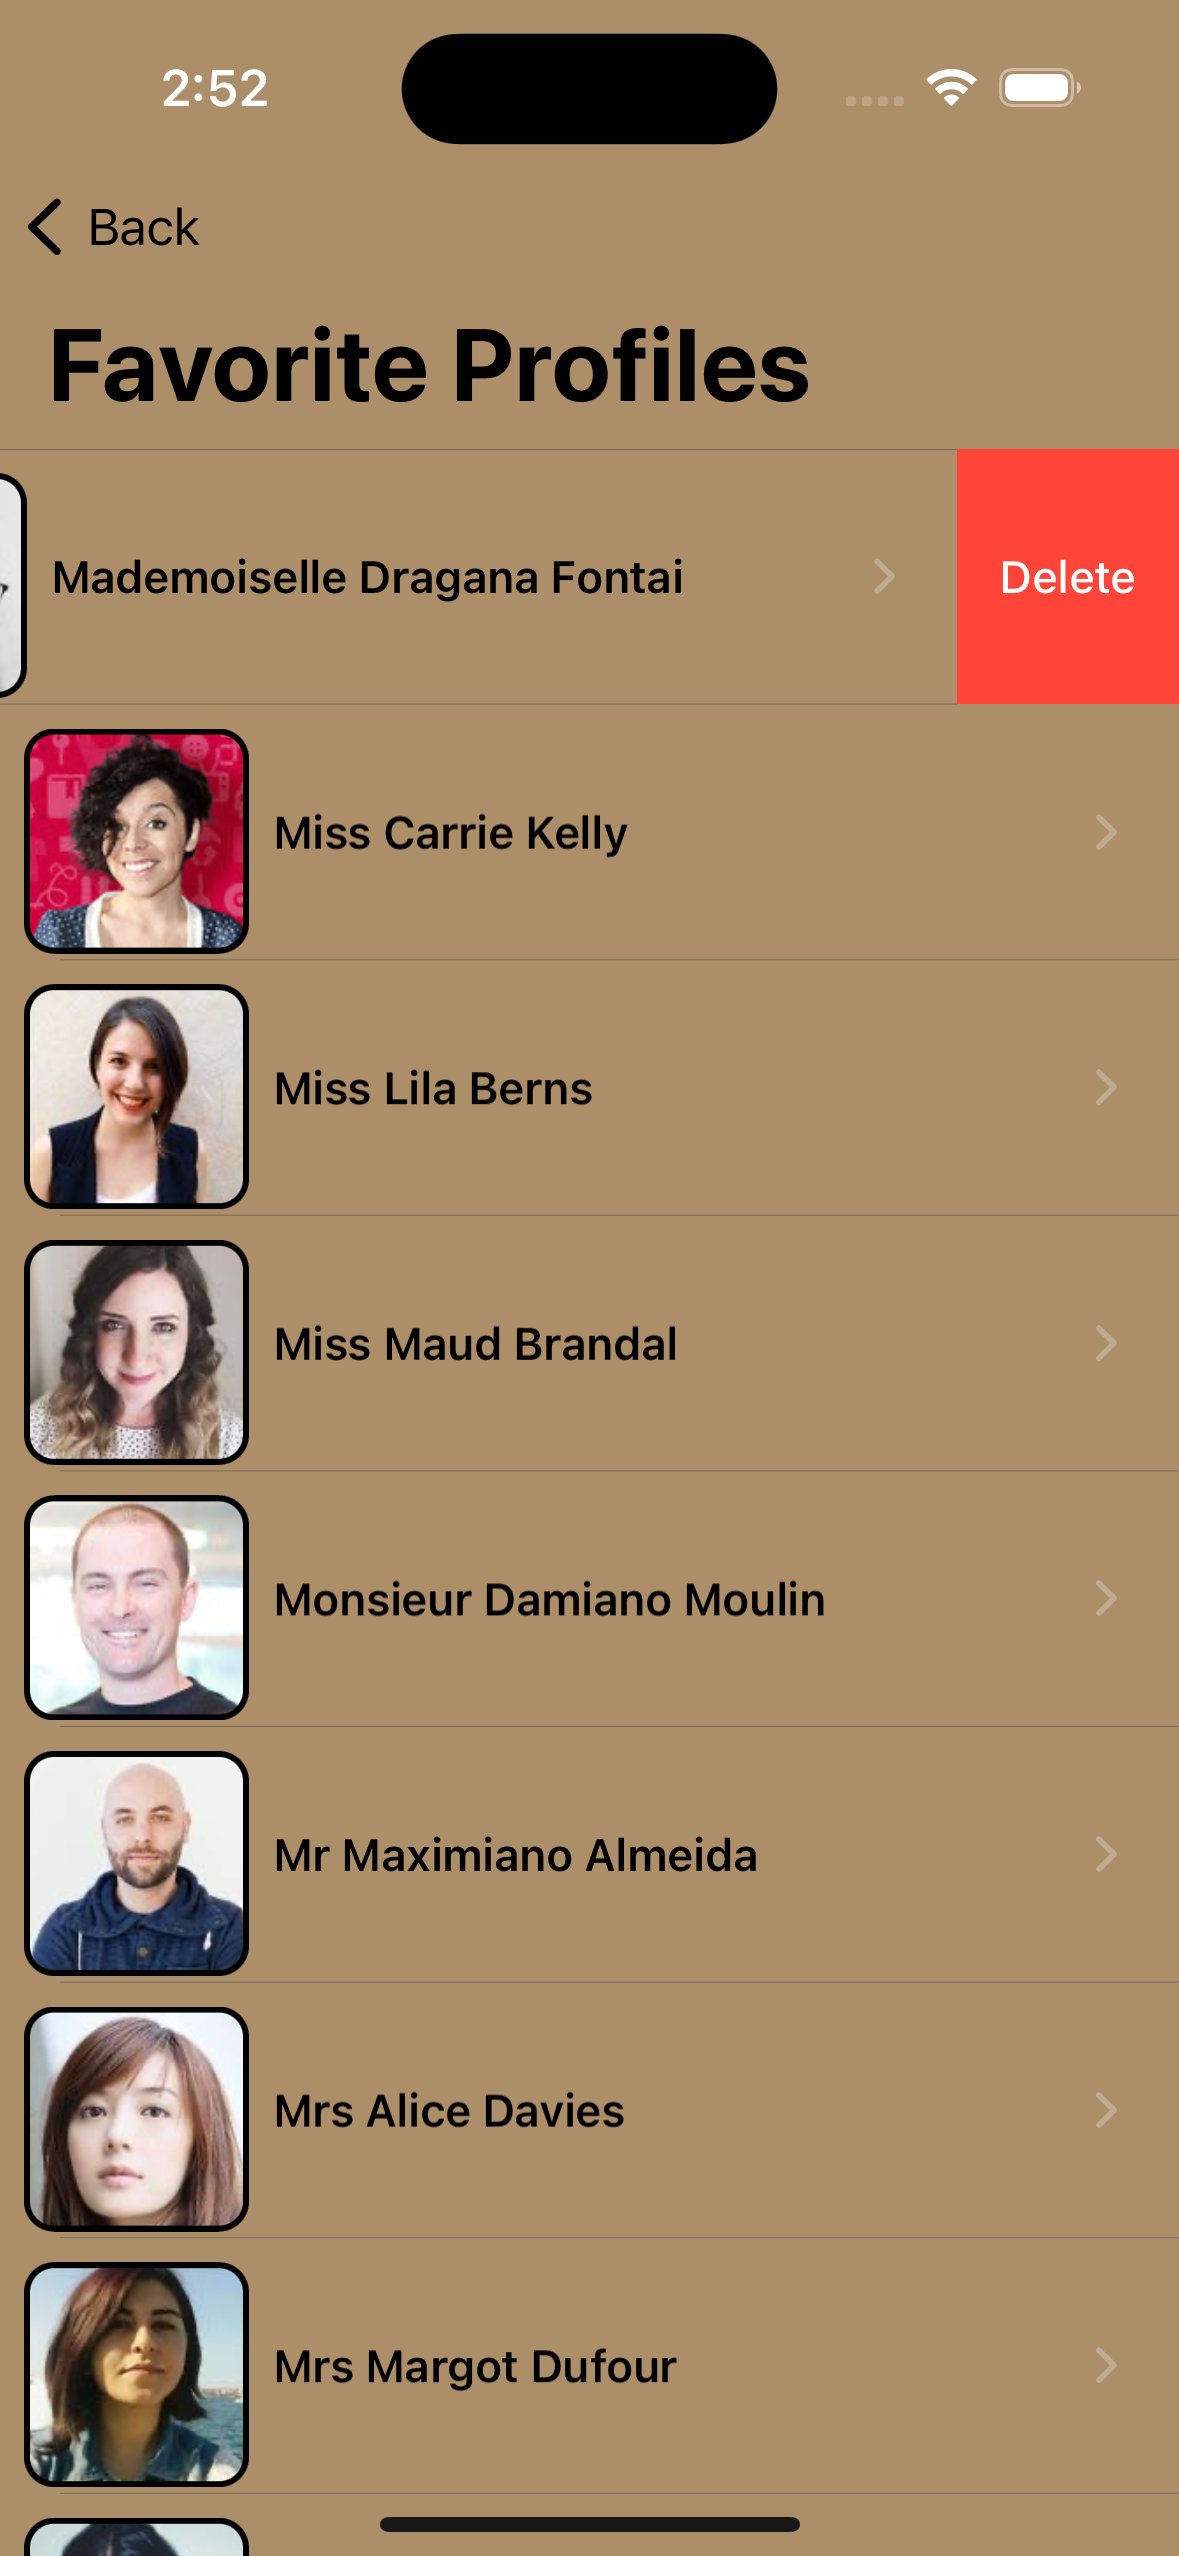 2:52
Back
Favorite Profiles
Mademoiselle Dragana Fontai
Delete
Miss Carrie Kelly
Miss Lila Berns
Miss Maud Brandal
Monsieur Damiano Moulin
Mr Maximiano Almeida
Mrs Alice Davies
Mrs Margot Dufour